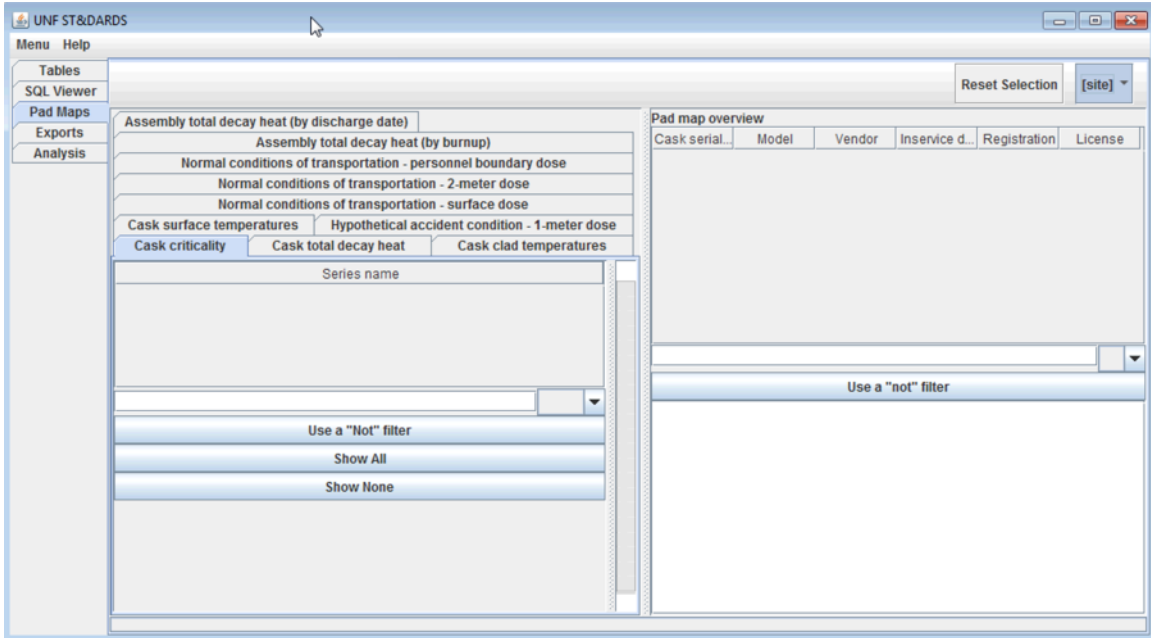 UNF ST&DARDS
Menu Help
Tables
SQL Viewer
Pad Maps
Exports
Analysis
Reset Selection
[site]
Assembly total decay heat (by discharge date)
Assembly total decay heat (by burnup)
Normal conditions of transportation - personnel boundary dose
Normal conditions of transportation - 2-meter dose
Normal conditions of transportation - surface dose
Cask surface temperatures Hypothetical accident condition - 1-meter dose
Cask criticality Cask total decay heat Cask clad temperatures
Series name
Use a "Not" filter
Show All
Show None
Pad map overview
Cask serial... Model Vendor Inservice d... Registration License
Use a "not" filter